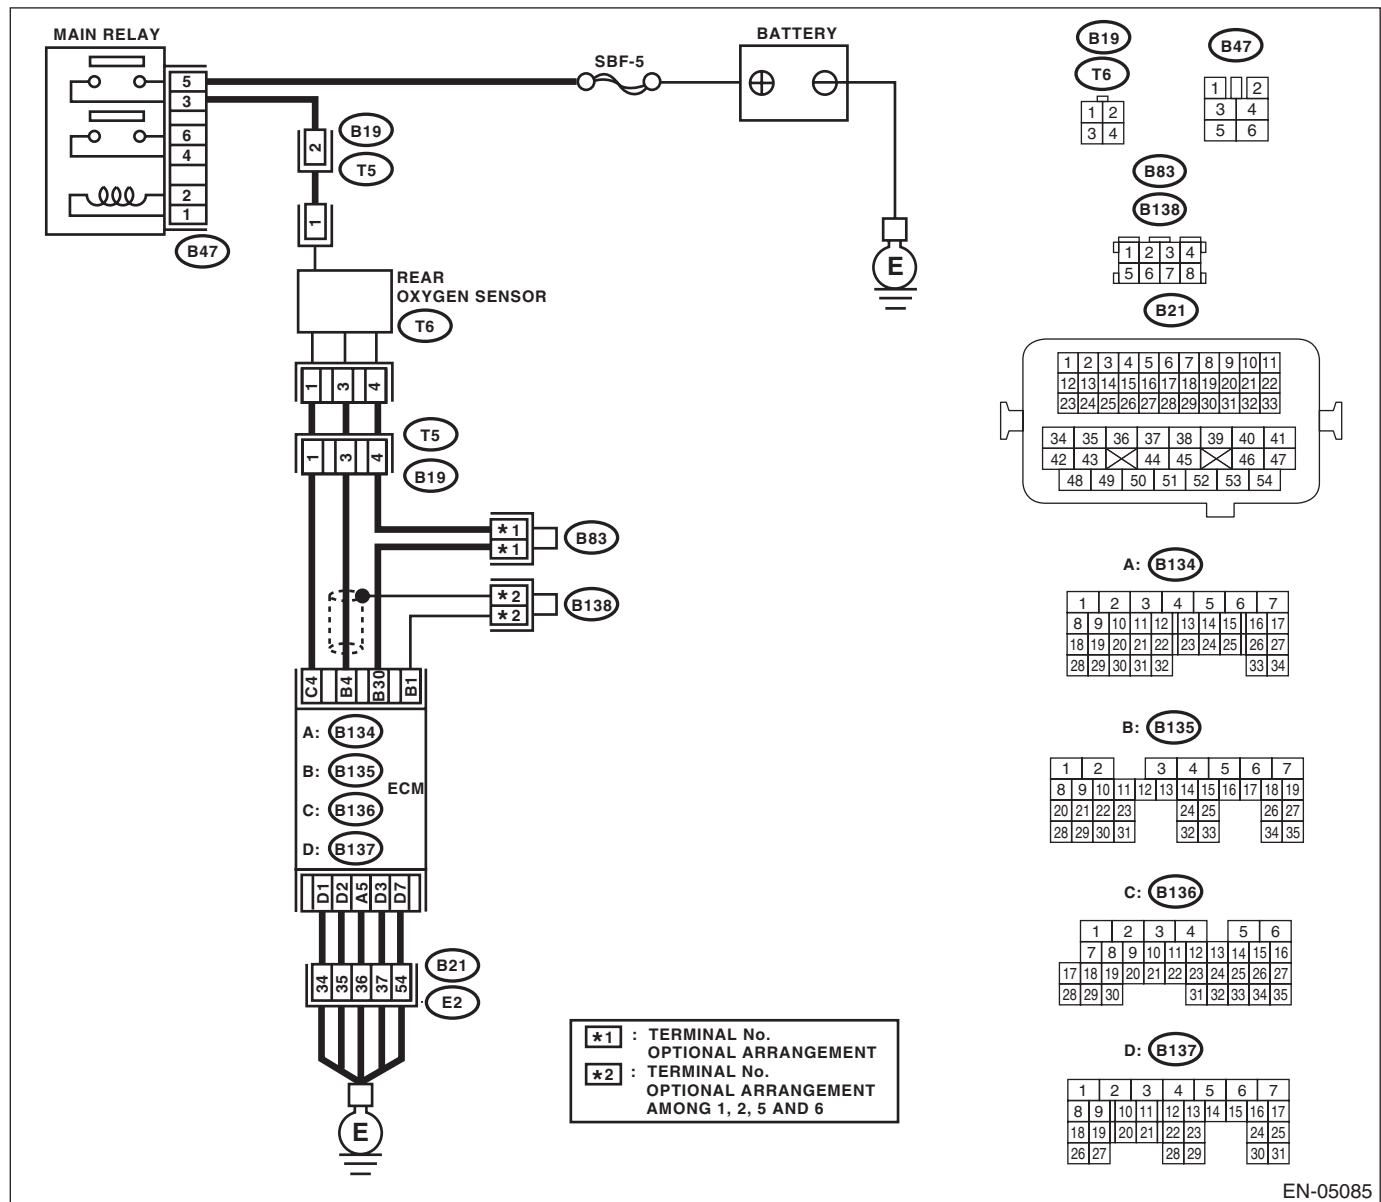 MAIN RELAY
5
3
6
4
2
1
B47
SBF-5
BATTERY
E
2
B19
T5
1
REAR
OXYGEN SENSOR
T6
1 3 4
T5
1 3 4
B19
*1
*1
B83
*2
*2
B138
C4 B4 B30 B1
A: B134
B: B135
C: B136
D: B137
ECM
D1 D2 A5 D3 D7
34 35 36 37 54
B21
E2
E
*1 : TERMINAL No.
OPTIONAL ARRANGEMENT
*2 : TERMINAL No.
OPTIONAL ARRANGEMENT
AMONG 1, 2, 5 AND 6
B19
T6
1 2
3 4
B47
1 2
3 4
5 6
B83
B138
1 2 3 4
5 6 7 8
B21
1 2 3 4 5 6 7 8 9 10 11
12 13 14 15 16 17 18 19 20 21 22
23 24 25 26 27 28 29 30 31 32 33
34 35 36 37 38 39 40 41
42 43 44 45 46 47
48 49 50 51 52 53 54
A: B134
1 2 3 4 5 6 7
8 9 10 11 12 13 14 15 16 17
18 19 20 21 22 23 24 25 26 27
28 29 30 31 32 33 34
B: B135
1 2 3 4 5 6 7
8 9 10 11 12 13 14 15 16 17 18 19
20 21 22 23 24 25 26 27
28 29 30 31 32 33 34 35
C: B136
1 2 3 4 5 6
7 8 9 10 11 12 13 14 15 16
17 18 19 20 21 22 23 24 25 26 27
28 29 30 31 32 33 34 35
D: B137
1 2 3 4 5 6 7
8 9 10 11 12 13 14 15 16 17
18 19 20 21 22 23 24 25
26 27 28 29 30 31
EN-05085